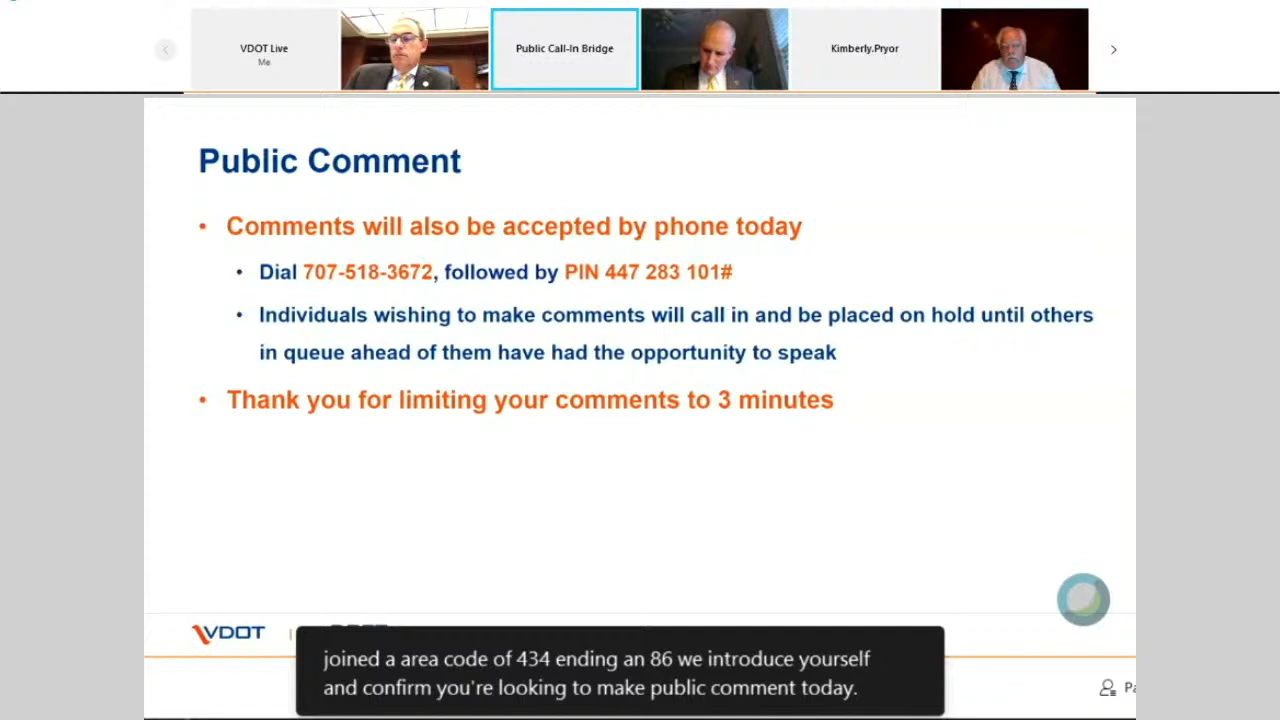 VDOT Live
Me
Public Call-In Bridge
Kimberly.Pryor
Public Comment
• Comments will also be accepted by phone today
• Dial 707-518-3672, followed by PIN 447 283 101#
• Individuals wishing to make comments will call in and be placed on hold until others
in queue ahead of them have had the opportunity to speak
• Thank you for limiting your comments to 3 minutes
VDOT
joined a area code of 434 ending an 86 we introduce yourself
and confirm you're looking to make public comment today.